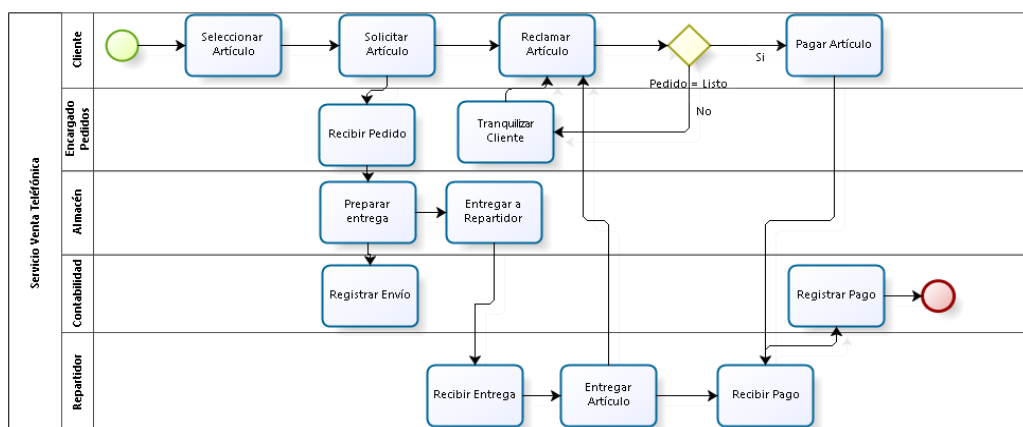 Servicio Venta Teléfónica
Cliente
Seleccionar
Artículo
Solicitar
Artículo
Reclamar
Artículo
Pagar Artículo
Si
Pedido = Listo
No
Encargado
Pedidos
Recibir Pedido
Tranquilizar
Cliente
Almacén
Preparar
entrega
Entregar a
Repartidor
Contabilidad
Registrar Envío
Registrar Pago
Repartidor
Recibir Entrega
Entregar
Artículo
Recibir Pago